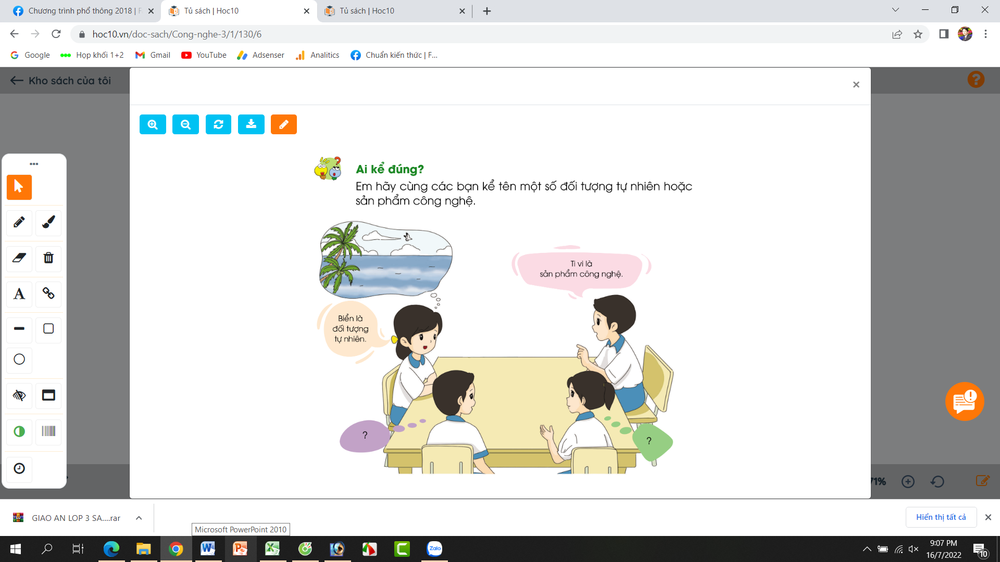 Chương trình phổ thông 2018 | F
Tủ sách | Hoc10
Tủ sách | Hoc10
hoc10.vn/doc-sach/Cong-nghe-3/1/130/6
Google
Họp khối 1+2
Gmail
YouTube
Adsenser
Analitics
Chuẩn kiến thức | F...
Kho sách của tôi
Ai kể đúng?
Em hãy cùng các bạn kể tên một số đối tượng tự nhiên hoặc
sản phẩm công nghệ.
Ti vi là
sản phẩm công nghệ.
Biển là
đối tượng
tự nhiên.
?
?
71%
GIAO AN LOP 3 SA....rar
Hiển thị tất cả
Microsoft PowerPoint 2010
Zalo
9:07 PM
16/7/2022
10